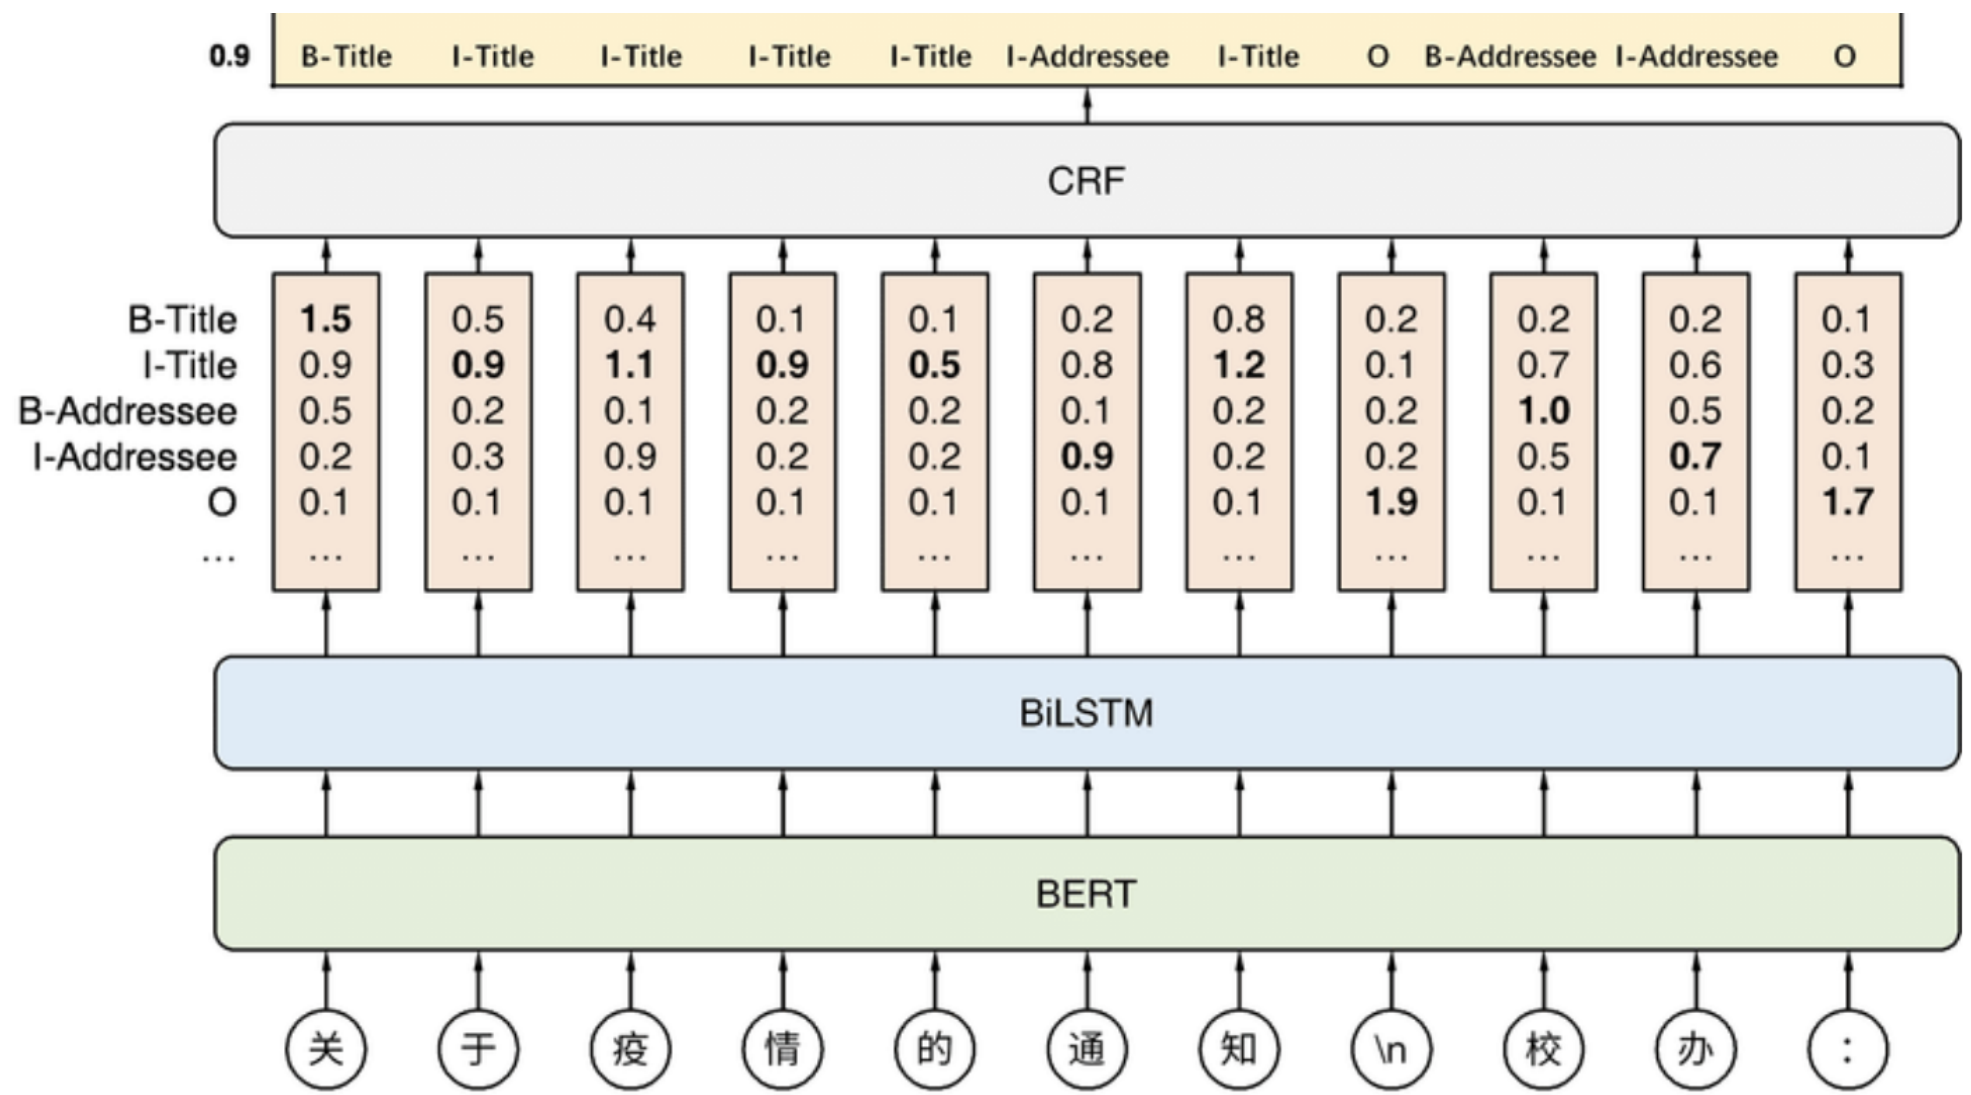 0.9 B-Title I-Title I-Title I-Title I-Title I-Addressee I-Title O B-Addressee I-Addressee O
CRF
B-Title 1.5 0.5 0.4 0.1 0.1 0.2 0.8 0.2 0.2 0.2 0.1
I-Title 0.9 0.9 1.1 0.9 0.5 0.8 1.2 0.1 0.7 0.6 0.3
B-Addressee 0.5 0.2 0.1 0.2 0.2 0.1 0.2 0.2 1.0 0.5 0.2
I-Addressee 0.2 0.3 0.9 0.2 0.2 0.9 0.2 0.2 0.5 0.7 0.1
O 0.1 0.1 0.1 0.1 0.1 0.1 0.1 1.9 0.1 0.1 1.7
... ... ... ... ... ... ... ... ... ... ... ...
BiLSTM
BERT
关 于 疫 情 的 通 知 \n 校 办 :